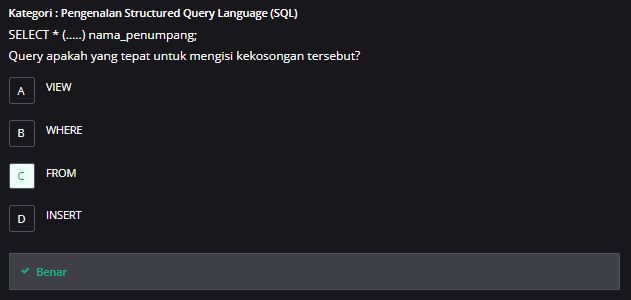 Kategori : Pengenalan Structured Query Language (SQL)
SELECT * (.....) nama_penumpang;
Query apakah yang tepat untuk mengisi kekosongan tersebut?
A VIEW
B WHERE
C FROM
D INSERT
✓ Benar